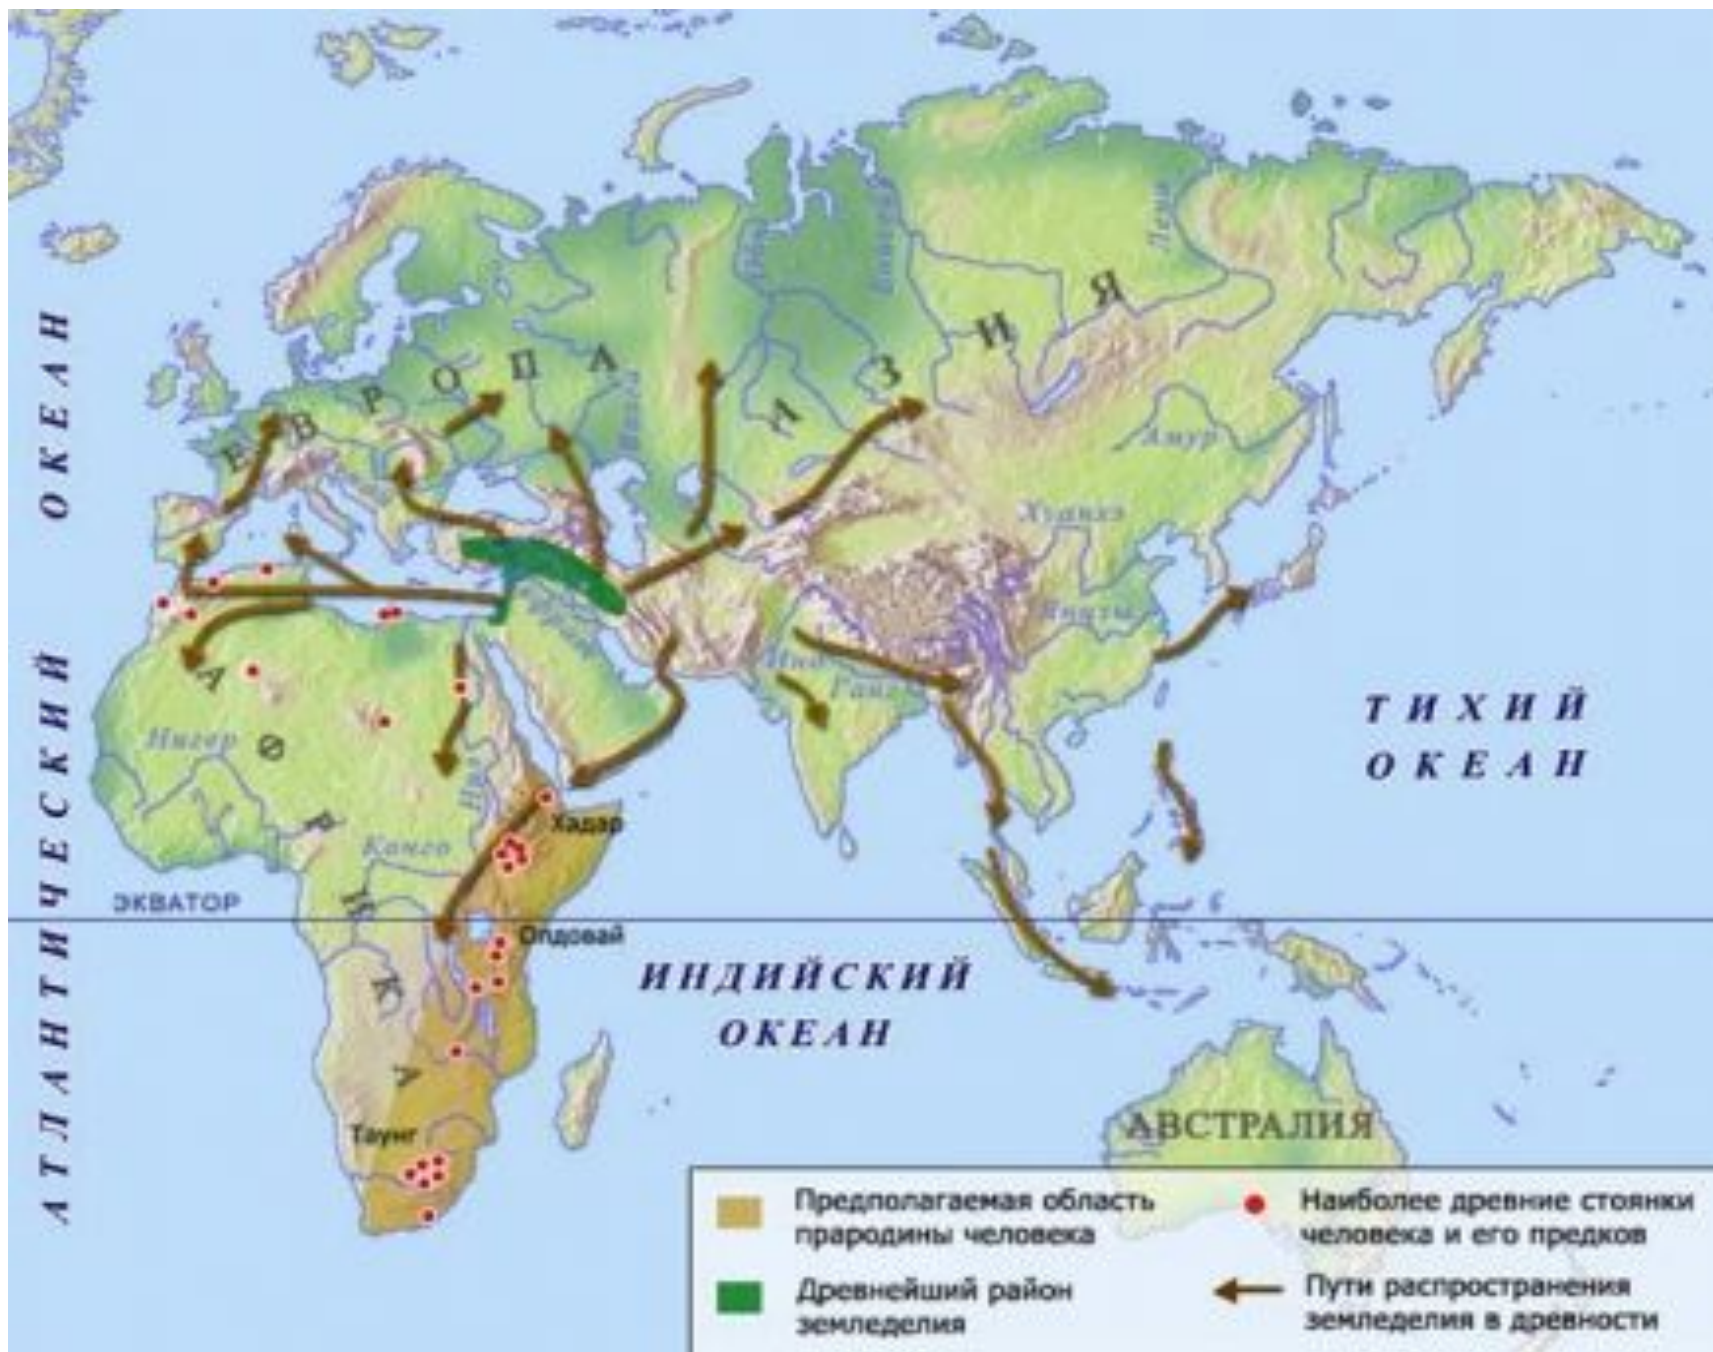 АТЛАНТИЧЕСКИЙ ОКЕАН
ЕВРОПА
АЗИЯ
Лена
Амур
Хуанхэ
Янцзы
Инд
Ганг
ТИХИЙ
ОКЕАН
АФРИКА
Нигер
Нил
Конго
Хадар
ЭКВАТОР
Олдовай
ИНДИЙСКИЙ
ОКЕАН
Таунг
АВСТРАЛИЯ
Предполагаемая область
прародины человека
Древнейший район
земледелия
Наиболее древние стоянки
человека и его предков
Пути распространения
земледелия в древности